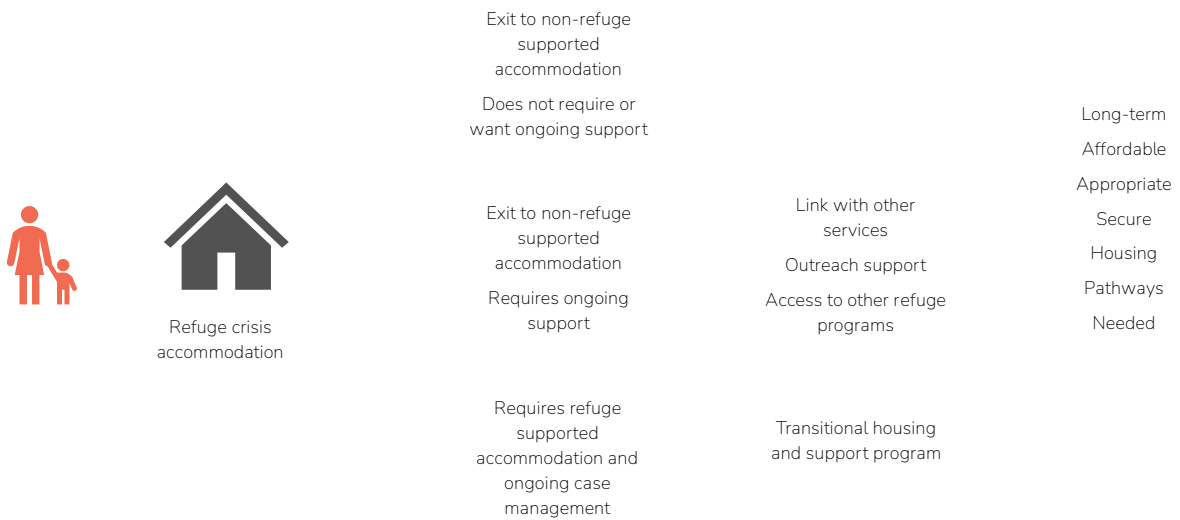 Refuge crisis
accommodation
Exit to non-refuge
supported
accommodation
Does not require or
want ongoing support
Exit to non-refuge
supported
accommodation
Requires ongoing
support
Requires refuge
supported
accommodation and
ongoing case
management
Link with other
services
Outreach support
Access to other refuge
programs
Transitional housing
and support program
Long-term
Affordable
Appropriate
Secure
Housing
Pathways
Needed